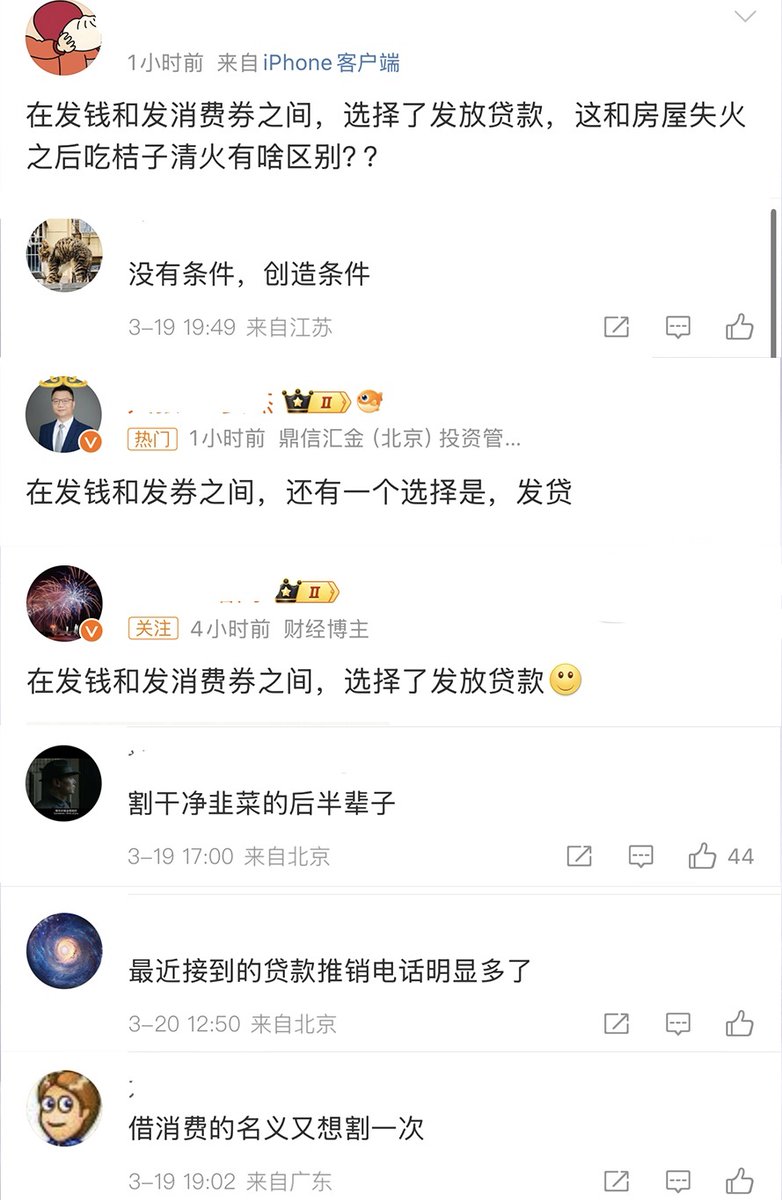 1小时前 来自 iPhone客户端
在发钱和发消费券之间，选择了发放贷款，这和房屋失火
之后吃桔子清火有啥区别？？
没有条件，创造条件
3-19 19:49 来自江苏
II
热门 1小时前 鼎信汇金（北京）投资管...
在发钱和发券之间，还有一个选择是，发贷
II
关注 4小时前 财经博主
在发钱和发消费券之间，选择了发放贷款🙂
割干净韭菜的后半辈子
3-19 17:00 来自北京 44
最近接到的贷款推销电话明显多了
3-20 12:50 来自北京
借消费的名义又想割一次
3-19 19:02 来自广东